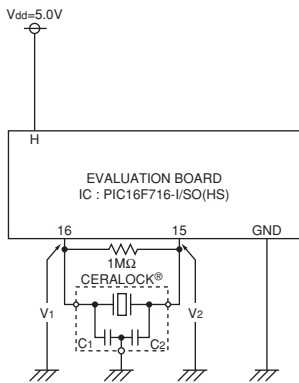 Vdd=5.0V
H
EVALUATION BOARD
IC : PIC16F716-I/SO(HS)
16
15
GND
1MΩ
CERALOCK®
V1
V2
C1
C2